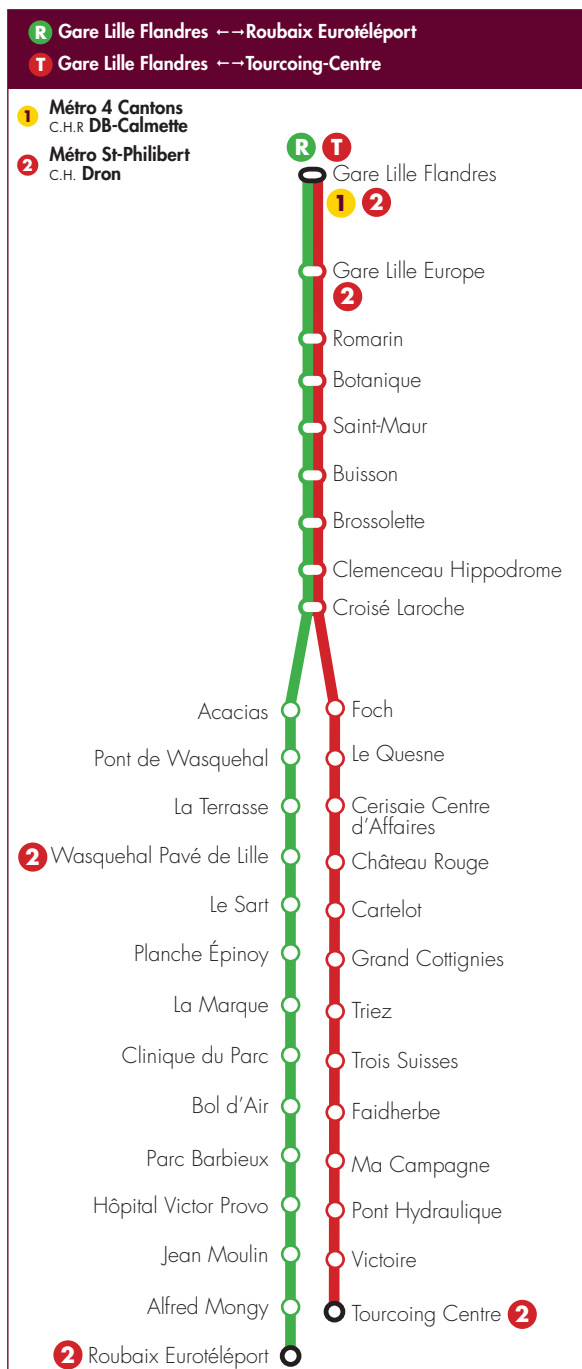 R Gare Lille Flandres ←→Roubaix Eurotéléport
T Gare Lille Flandres ←→Tourcoing-Centre
1 Métro 4 Cantons
C.H.R DB-Calmette
2 Métro St-Philibert
C.H. Dron
R T
Gare Lille Flandres
1 2
Gare Lille Europe
2
Romarin
Botanique
Saint-Maur
Buisson
Brossolette
Clemenceau Hippodrome
Croisé Laroche
Acacias
Pont de Wasquehal
La Terrasse
2 Wasquehal Pavé de Lille
Le Sart
Planche Épinoy
La Marque
Clinique du Parc
Bol d'Air
Parc Barbieux
Hôpital Victor Provo
Jean Moulin
Alfred Mongy
2 Roubaix Eurotéléport
Foch
Le Quesne
Cerisaie Centre
d'Affaires
Château Rouge
Cartelot
Grand Cottignies
Triez
Trois Suisses
Faidherbe
Ma Campagne
Pont Hydraulique
Victoire
Tourcoing Centre 2